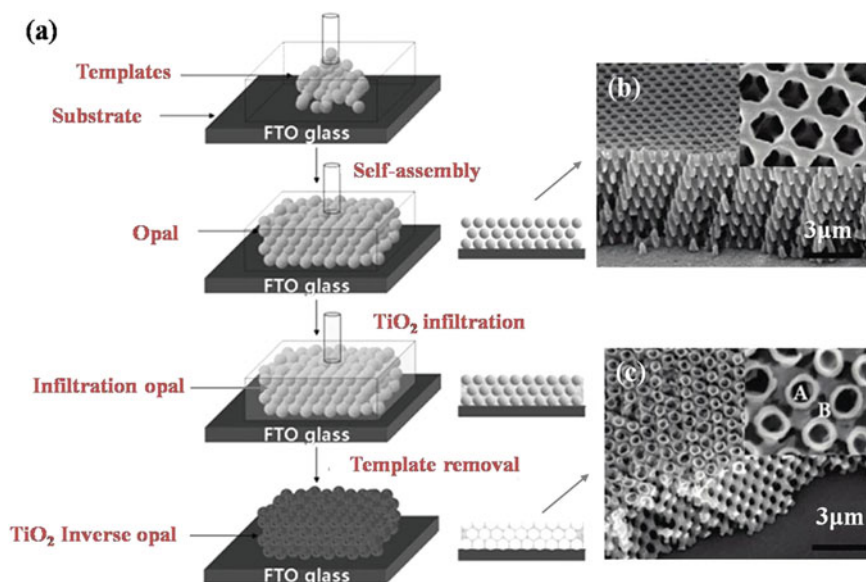 (a)
Templates
Substrate
FTO glass
Self-assembly
Opal
FTO glass
TiO₂ infiltration
Infiltration opal
FTO glass
Template removal
TiO₂ Inverse opal
FTO glass
(b)
3μm
(c)
A
B
3μm